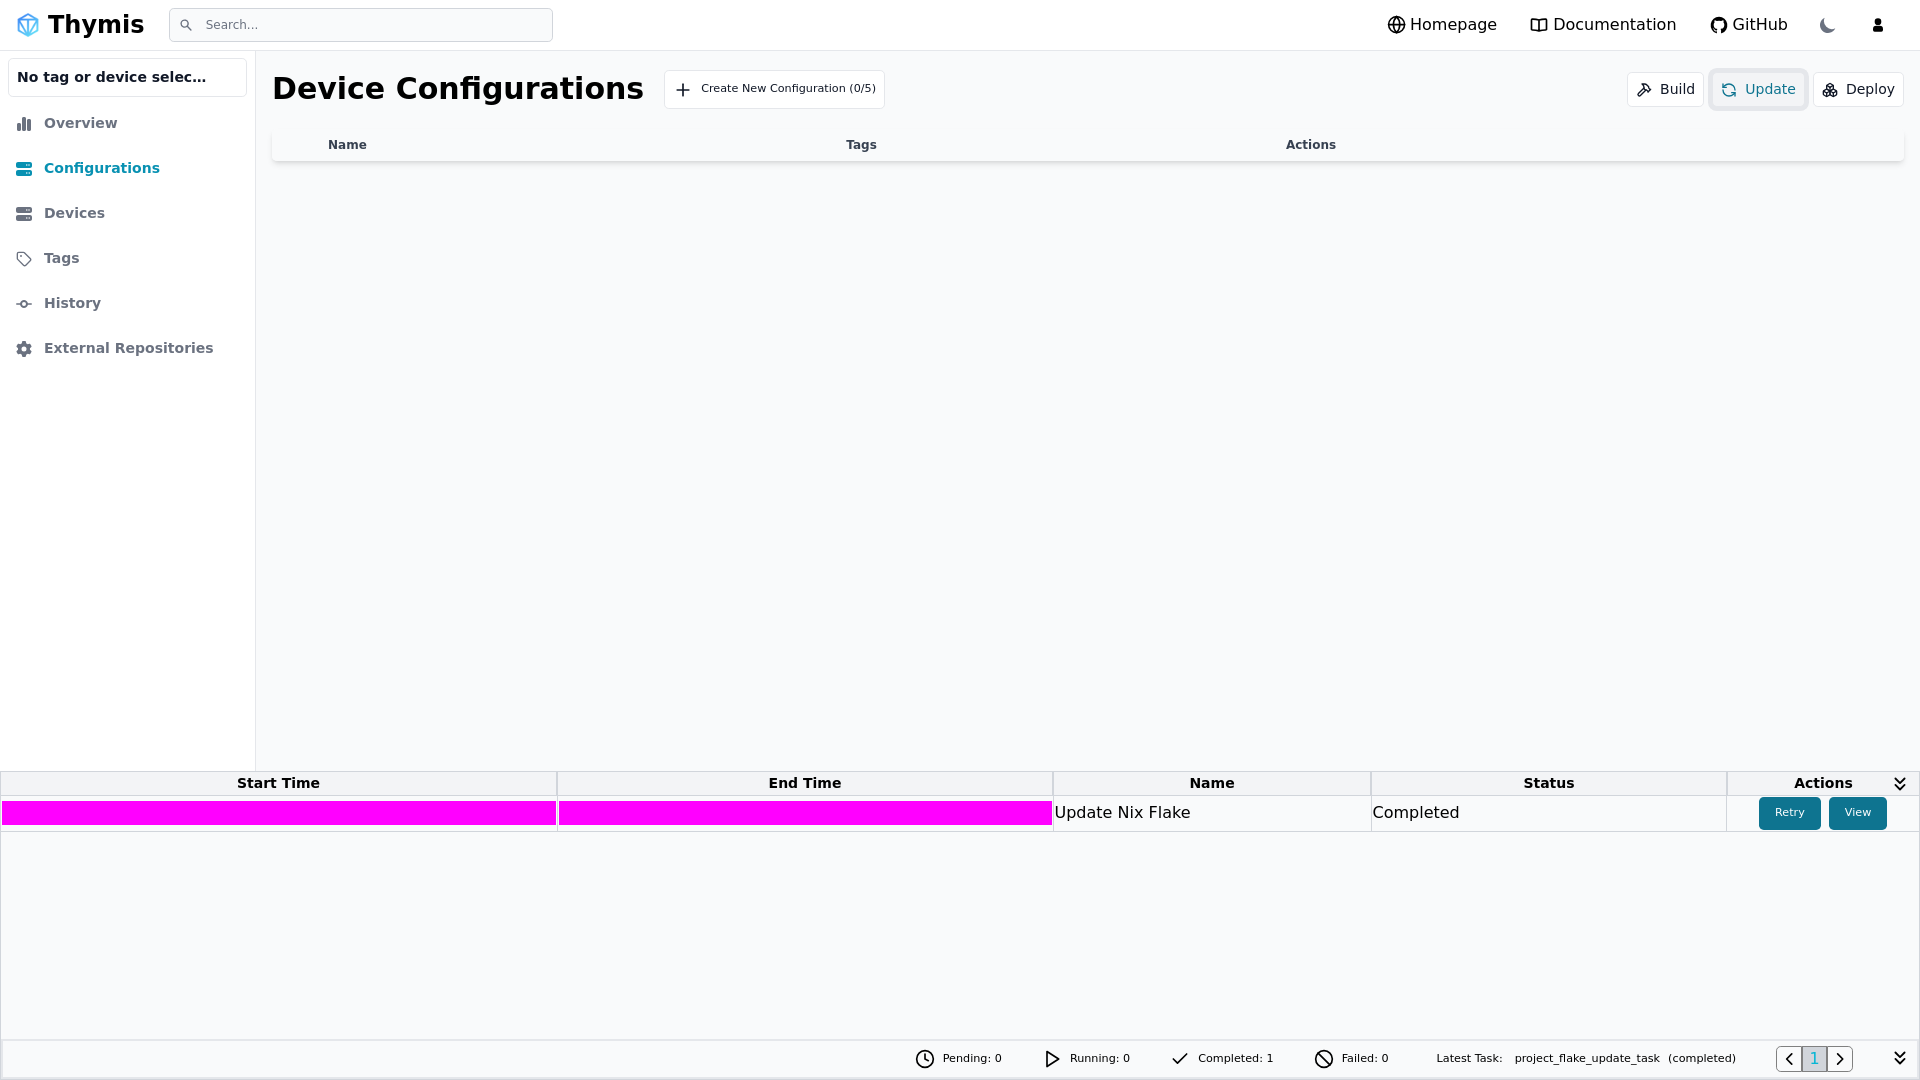 Thymis
Search...
Homepage
Documentation
GitHub
No tag or device selec...
Overview
Configurations
Devices
Tags
History
External Repositories
Device Configurations
Create New Configuration (0/5)
Build
Update
Deploy
Name Tags Actions
Start Time End Time Name Status Actions
Update Nix Flake Completed Retry View
Pending: 0 Running: 0 Completed: 1 Failed: 0 Latest Task: project_flake_update_task (completed) 1